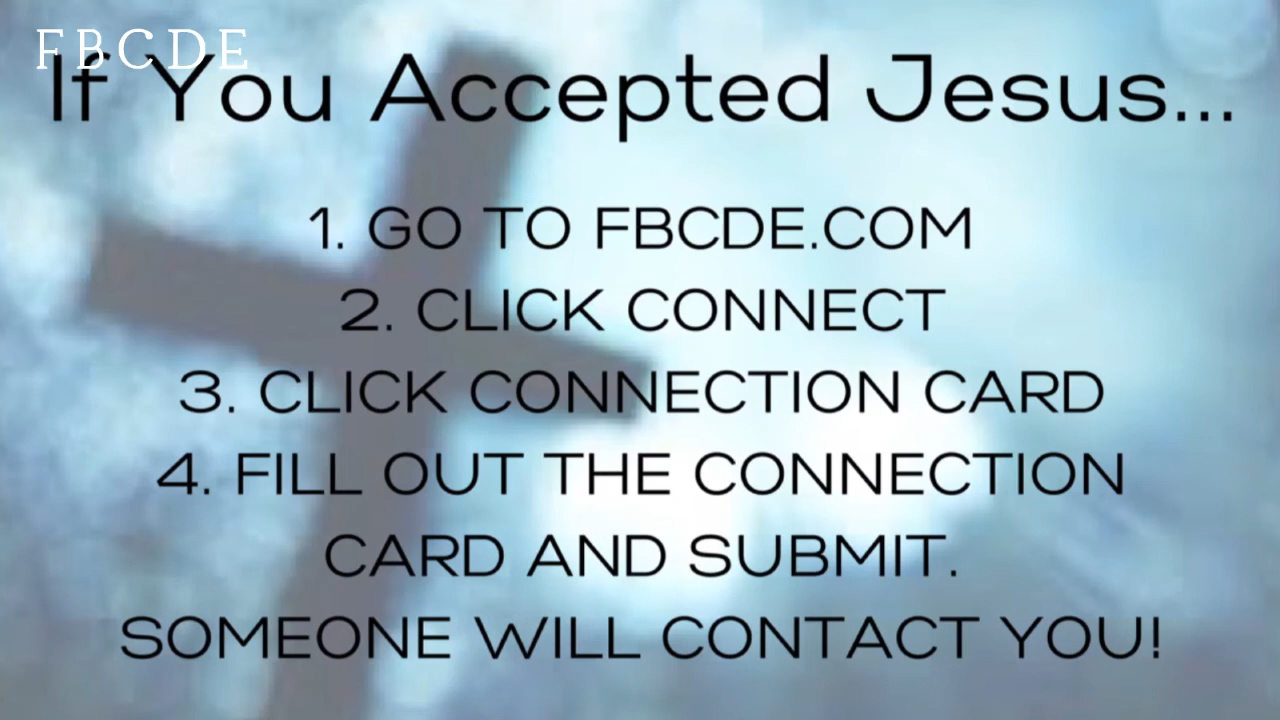 FBCDE
If You Accepted Jesus...
1. GO TO FBCDE.COM
2. CLICK CONNECT
3. CLICK CONNECTION CARD
4. FILL OUT THE CONNECTION
CARD AND SUBMIT.
SOMEONE WILL CONTACT YOU!